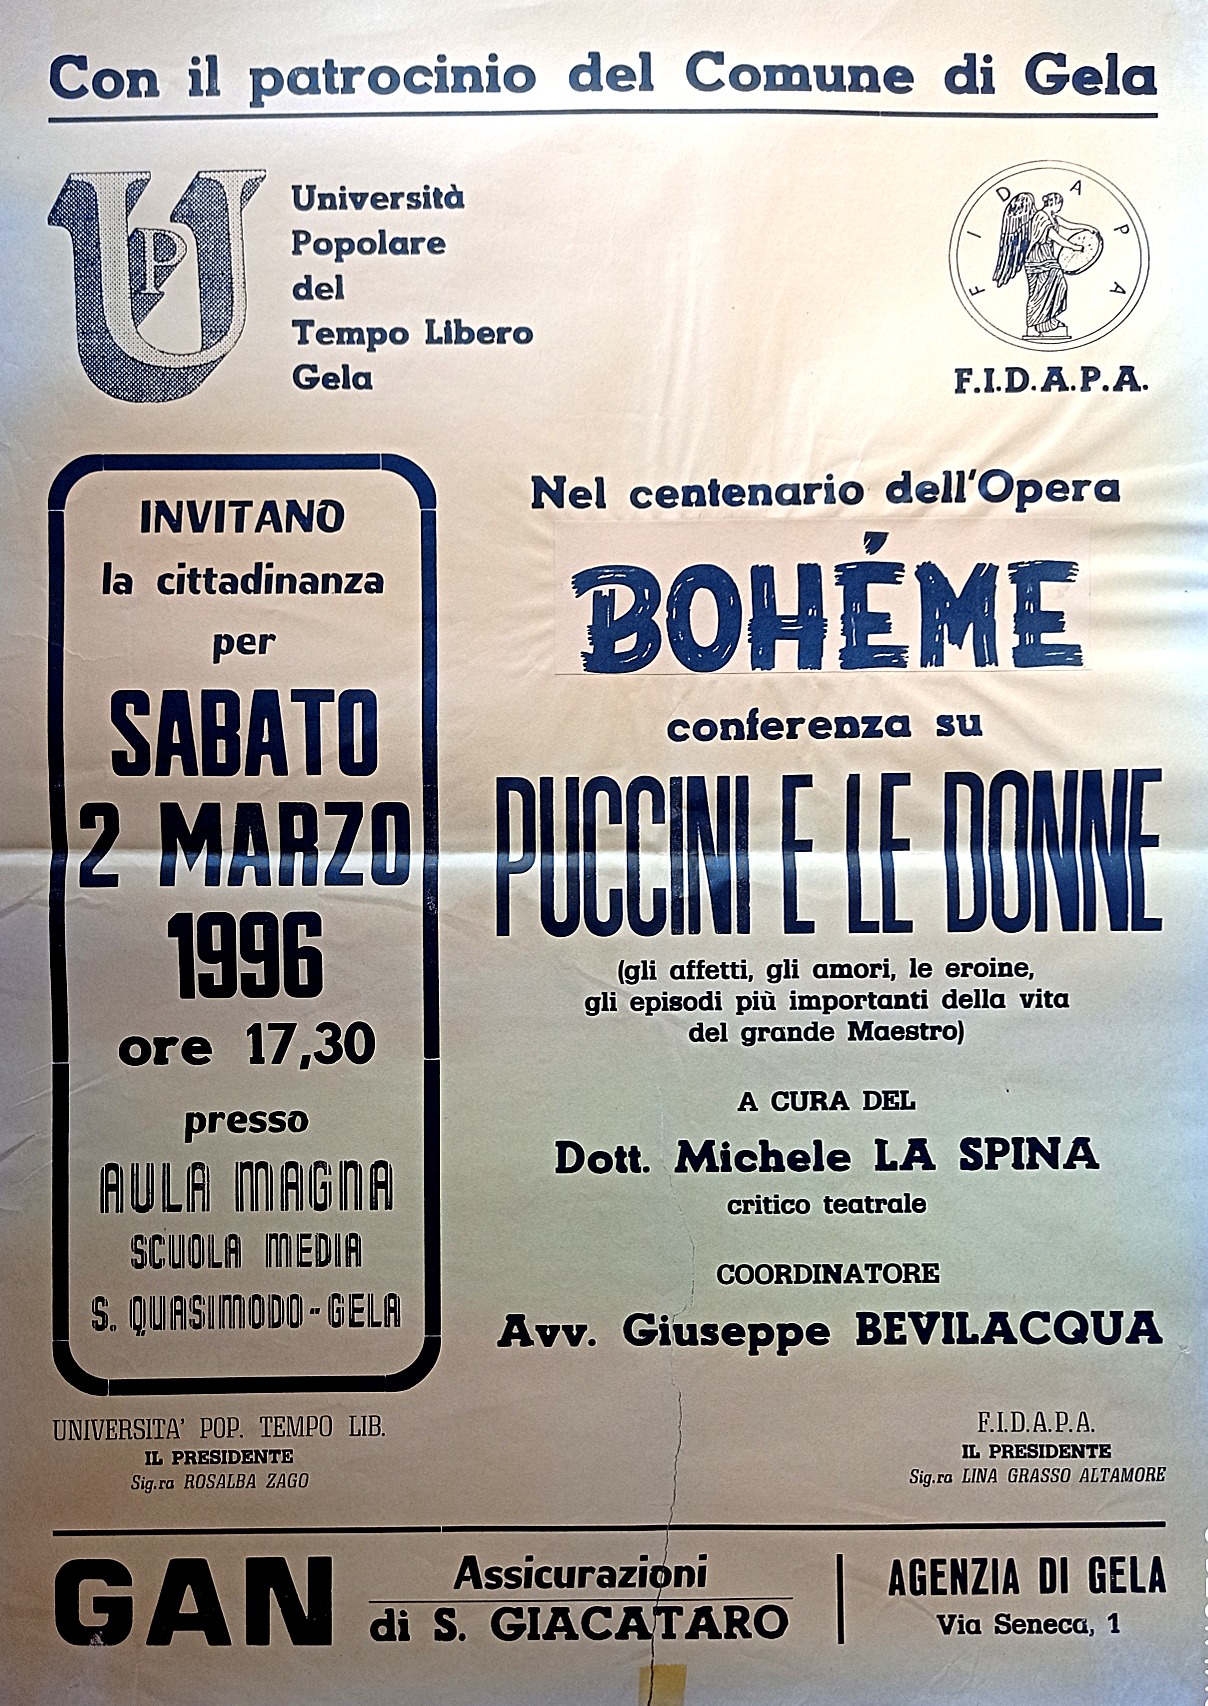 Con il patrocinio del Comune di Gela
UP
Università
Popolare
del
Tempo Libero
Gela
FIDAPA
F.I.D.A.P.A.
INVITANO
la cittadinanza
per
SABATO
2 MARZO
1996
ore 17,30
presso
AULA MAGNA
SCUOLA MEDIA
S. QUASIMODO-GELA
Nel centenario dell'Opera
BOHÉME
conferenza su
PUCCINI E LE DONNE
(gli affetti, gli amori, le eroine,
gli episodi più importanti della vita
del grande Maestro)
A CURA DEL
Dott. Michele LA SPINA
critico teatrale
COORDINATORE
Avv. Giuseppe BEVILACQUA
UNIVERSITA' POP. TEMPO LIB.
IL PRESIDENTE
Sig.ra ROSALBA ZAGO
F.I.D.A.P.A.
IL PRESIDENTE
Sig.ra LINA GRASSO ALTAMORE
GAN
Assicurazioni
di S. GIACATARO
AGENZIA DI GELA
Via Seneca, 1